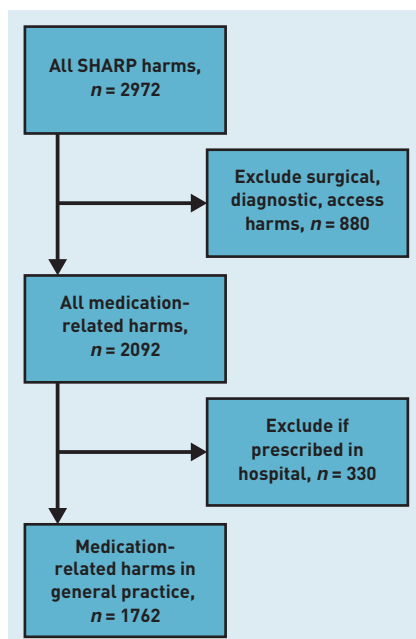 All SHARP harms,
n = 2972
Exclude surgical,
diagnostic, access
harms, n = 880
All medication-
related harms,
n = 2092
Exclude if
prescribed in
hospital, n = 330
Medication-
related harms in
general practice,
n = 1762